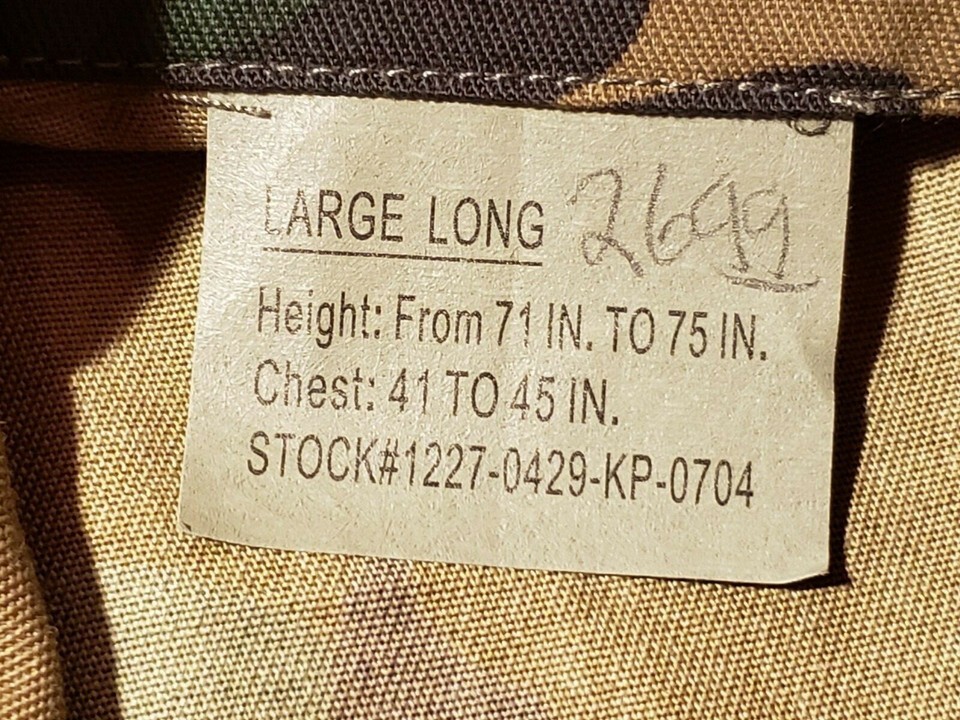 LARGE LONG 2699
Height: From 71 IN. TO 75 IN.
Chest: 41 TO 45 IN.
STOCK#1227-0429-KP-0704